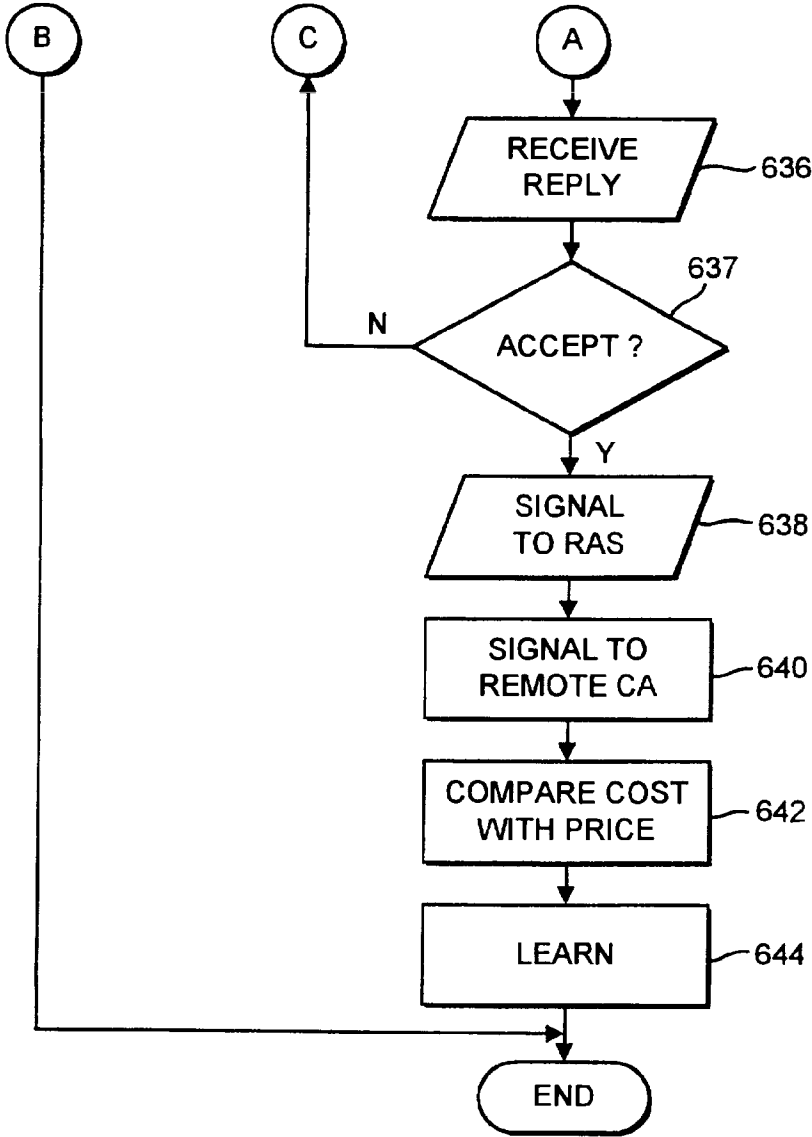 B
C
A
RECEIVE
REPLY
636
637
N
ACCEPT ?
Y
SIGNAL
TO RAS
638
SIGNAL TO
REMOTE CA
640
COMPARE COST
WITH PRICE
642
LEARN
644
END